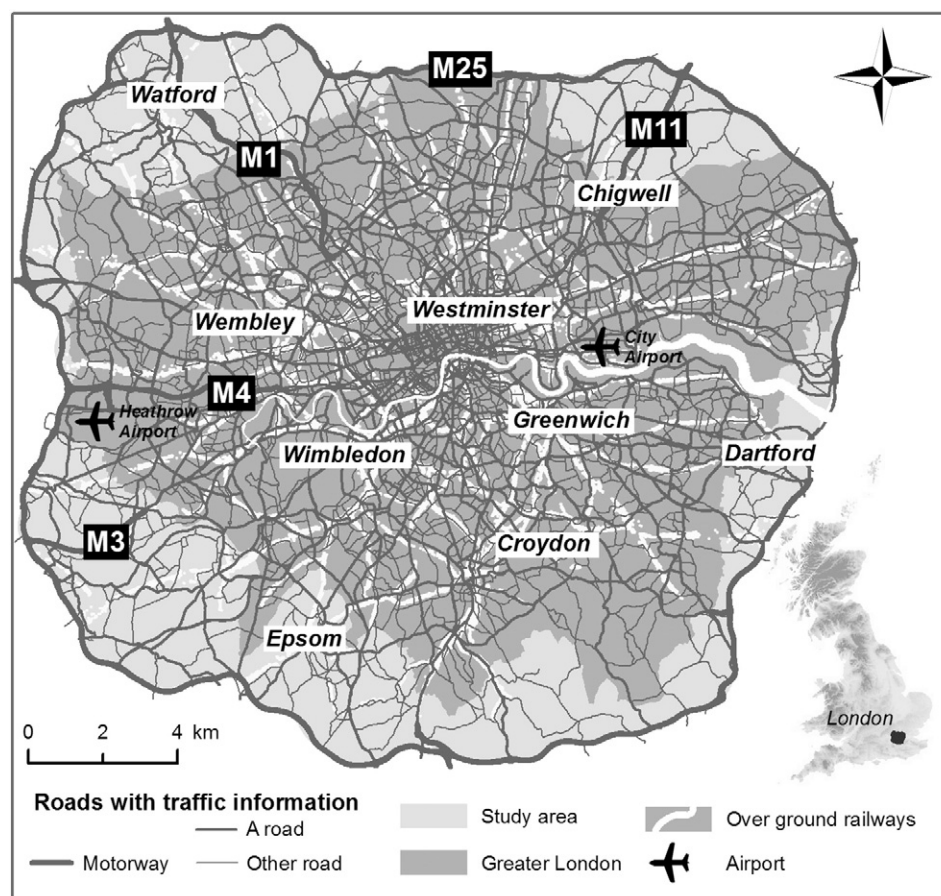 M25
Watford
M11
M1
Chigwell
Westminster
Wembley
City
Airport
M4
Heathrow
Airport
Greenwich
Wimbledon
Dartford
M3
Croydon
Epsom
London
0 4 km
Roads with traffic information
A road
Motorway
Other road
Study area
Greater London
Over ground railways
Airport